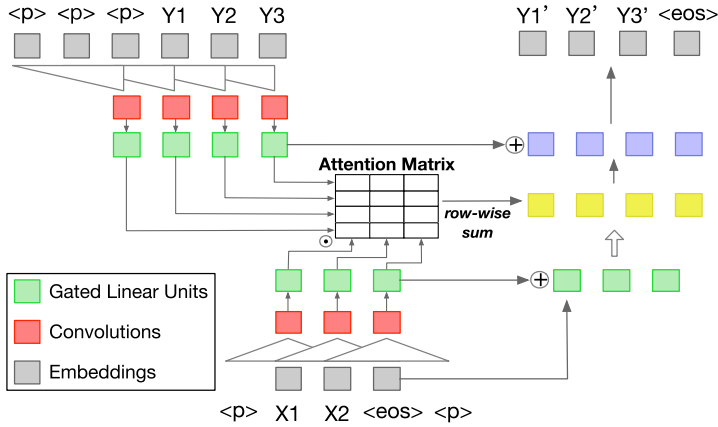 <p> <p> <p> Y1 Y2 Y3
Y1’ Y2’ Y3’ <eos>
Attention Matrix
row-wise
sum
Gated Linear Units
Convolutions
Embeddings
<p> X1 X2 <eos> <p>